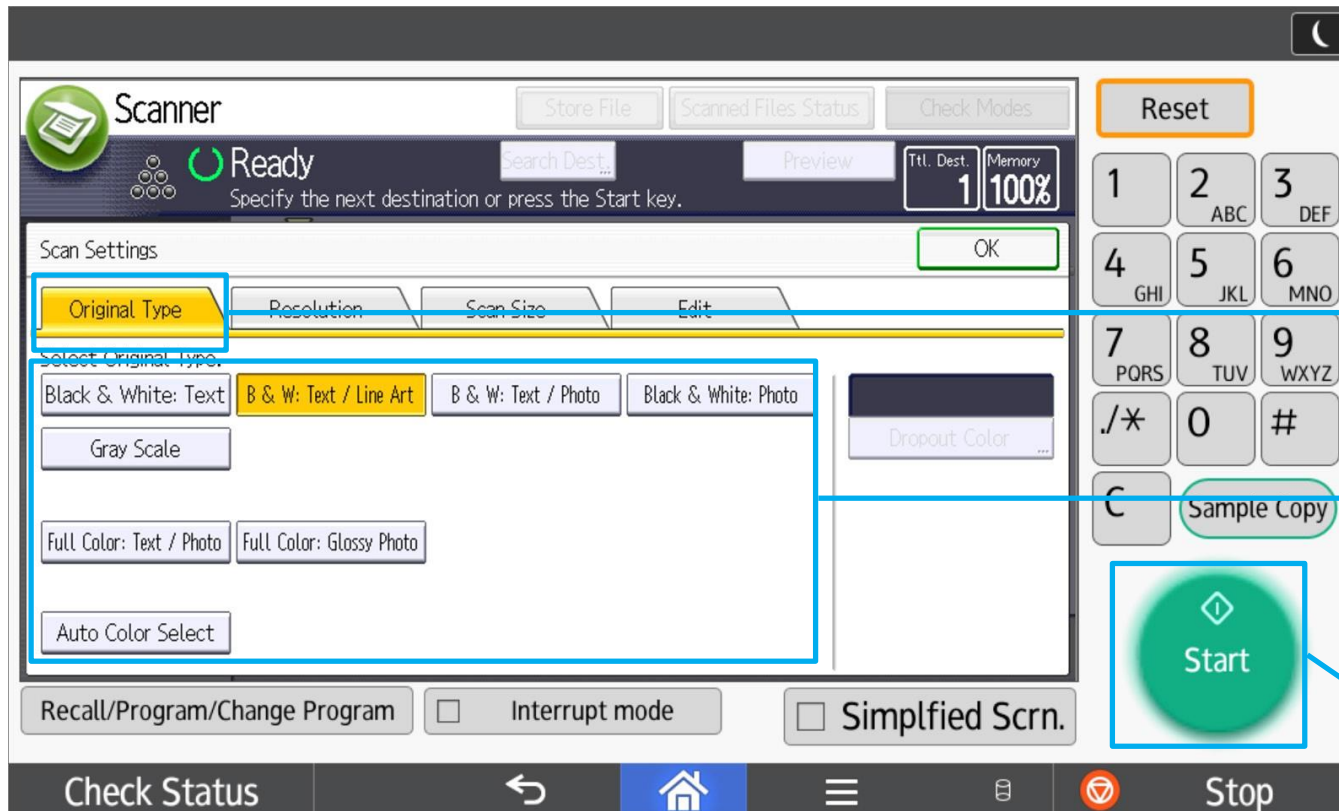 Scanner
Store File
Scanned Files Status
Check Modes
Reset
Ready
Search Dest...
Preview
Ttl. Dest.
1
Memory
100%
Specify the next destination or press the Start key.
1
2 ABC
3 DEF
Scan Settings
OK
4 GHI
5 JKL
6 MNO
Original Type
Resolution
Scan Size
Edit
Select Original Type.
7 PQRS
8 TUV
9 WXYZ
Black & White: Text
B & W: Text / Line Art
B & W: Text / Photo
Black & White: Photo
Gray Scale
Dropout Color ...
./*
0
#
C
Sample Copy
Full Color: Text / Photo
Full Color: Glossy Photo
Auto Color Select
Start
Recall/Program/Change Program
Interrupt mode
Simplfied Scrn.
Check Status
Stop